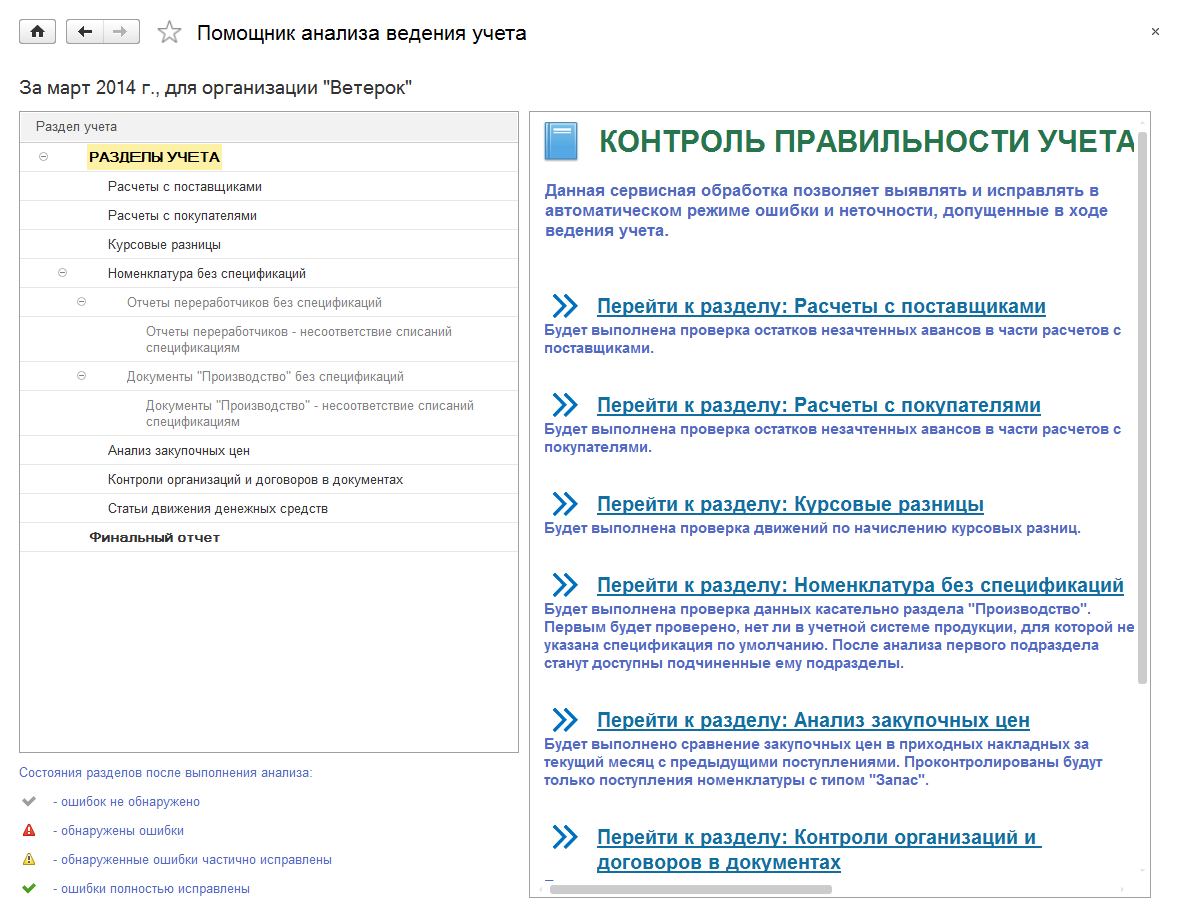 Помощник анализа ведения учета
За март 2014 г., для организации "Ветерок"
Раздел учета
РАЗДЕЛЫ УЧЕТА
Расчеты с поставщиками
Расчеты с покупателями
Курсовые разницы
Номенклатура без спецификаций
Отчеты переработчиков без спецификаций
Отчеты переработчиков - несоответствие списаний
спецификациям
Документы "Производство" без спецификаций
Документы "Производство" - несоответствие списаний
спецификациям
Анализ закупочных цен
Контроли организаций и договоров в документах
Статьи движения денежных средств
Финальный отчет
Состояния разделов после выполнения анализа:
- ошибок не обнаружено
- обнаружены ошибки
- обнаруженные ошибки частично исправлены
- ошибки полностью исправлены
КОНТРОЛЬ ПРАВИЛЬНОСТИ УЧЕТА
Данная сервисная обработка позволяет выявлять и исправлять в
автоматическом режиме ошибки и неточности, допущенные в ходе
ведения учета.
Перейти к разделу: Расчеты с поставщиками
Будет выполнена проверка остатков незачтенных авансов в части расчетов с
поставщиками.
Перейти к разделу: Расчеты с покупателями
Будет выполнена проверка остатков незачтенных авансов в части расчетов с
покупателями.
Перейти к разделу: Курсовые разницы
Будет выполнена проверка движений по начислению курсовых разниц.
Перейти к разделу: Номенклатура без спецификаций
Будет выполнена проверка данных касательно раздела "Производство".
Первым будет проверено, нет ли в учетной системе продукции, для которой не
указана спецификация по умолчанию. После анализа первого подраздела
станут доступны подчиненные ему подразделы.
Перейти к разделу: Анализ закупочных цен
Будет выполнено сравнение закупочных цен в приходных накладных за
текущий месяц с предыдущими поступлениями. Проконтролированы будут
только поступления номенклатуры с типом "Запас".
Перейти к разделу: Контроли организаций и
договоров в документах